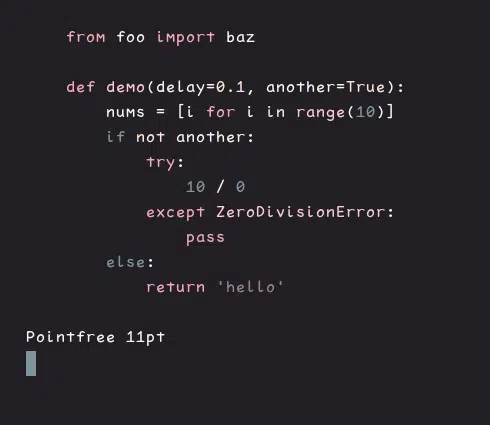 from foo import baz
def demo(delay=0.1, another=True):
nums = [i for i in range(10)]
if not another:
try:
10 / 0
except ZeroDivisionError:
pass
else:
return 'hello'
Pointfree 11pt